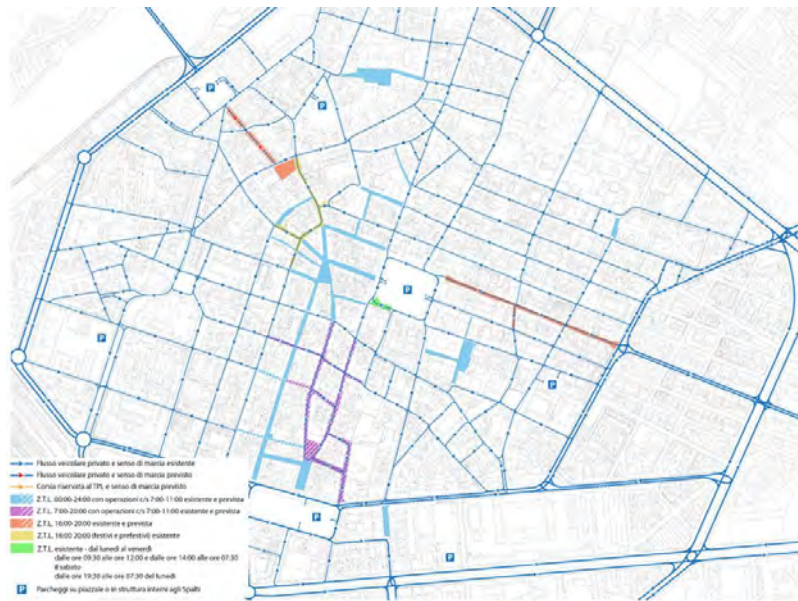 P
P
P
P
P
P
P
Flusso veicolare privato e senso di marcia esistente
Flusso veicolare privato e senso di marcia previsto
Corsia riservata al TPL e senso di marcia previsto
Z.T.L. 00:00-24:00 con operazioni c/s 7:00-11:00 esistente e prevista
Z.T.L. 7:00-20:00 con operazioni c/s 7:00-11:00 esistente e prevista
Z.T.L. 16:00-20:00 esistente e prevista
Z.T.L. 16:00 20:00 (festivi e prefestivi) esistente
Z.T.L. esistente - dal lunedì al venerdì
dalle ore 09:30 alle ore 12:00 e dalle ore 14:00 alle ore 07:30
il sabato
dalle ore 19:30 alle ore 07:30 del lunedì
P Parcheggi su piazzale o in struttura interni agli Spalti